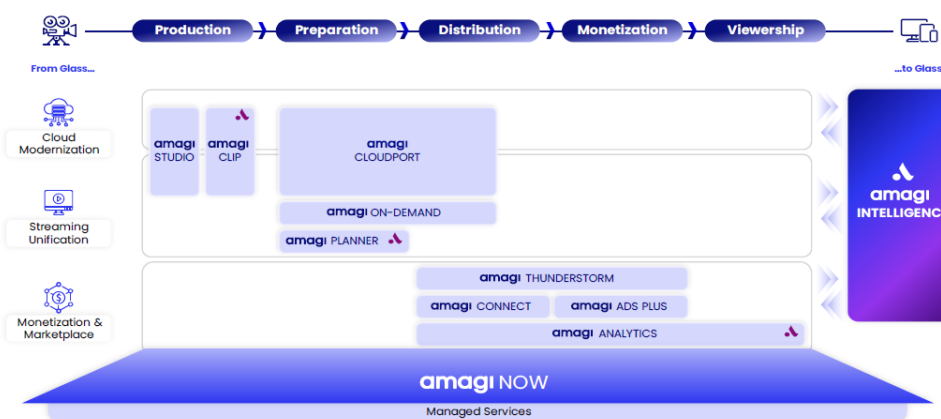 Production Preparation Distribution Monetization Viewership
From Glass... ...to Glass
Cloud
Modernization
amagi
STUDIO
amagi
CLIP
amagi
CLOUDPORT
amagi ON-DEMAND
amagi PLANNER
Streaming
Unification
amagi
INTELLIGENC
amagi THUNDERSTORM
amagi CONNECT amagi ADS PLUS
amagi ANALYTICS
Monetization &
Marketplace
amagi NOW
Managed Services